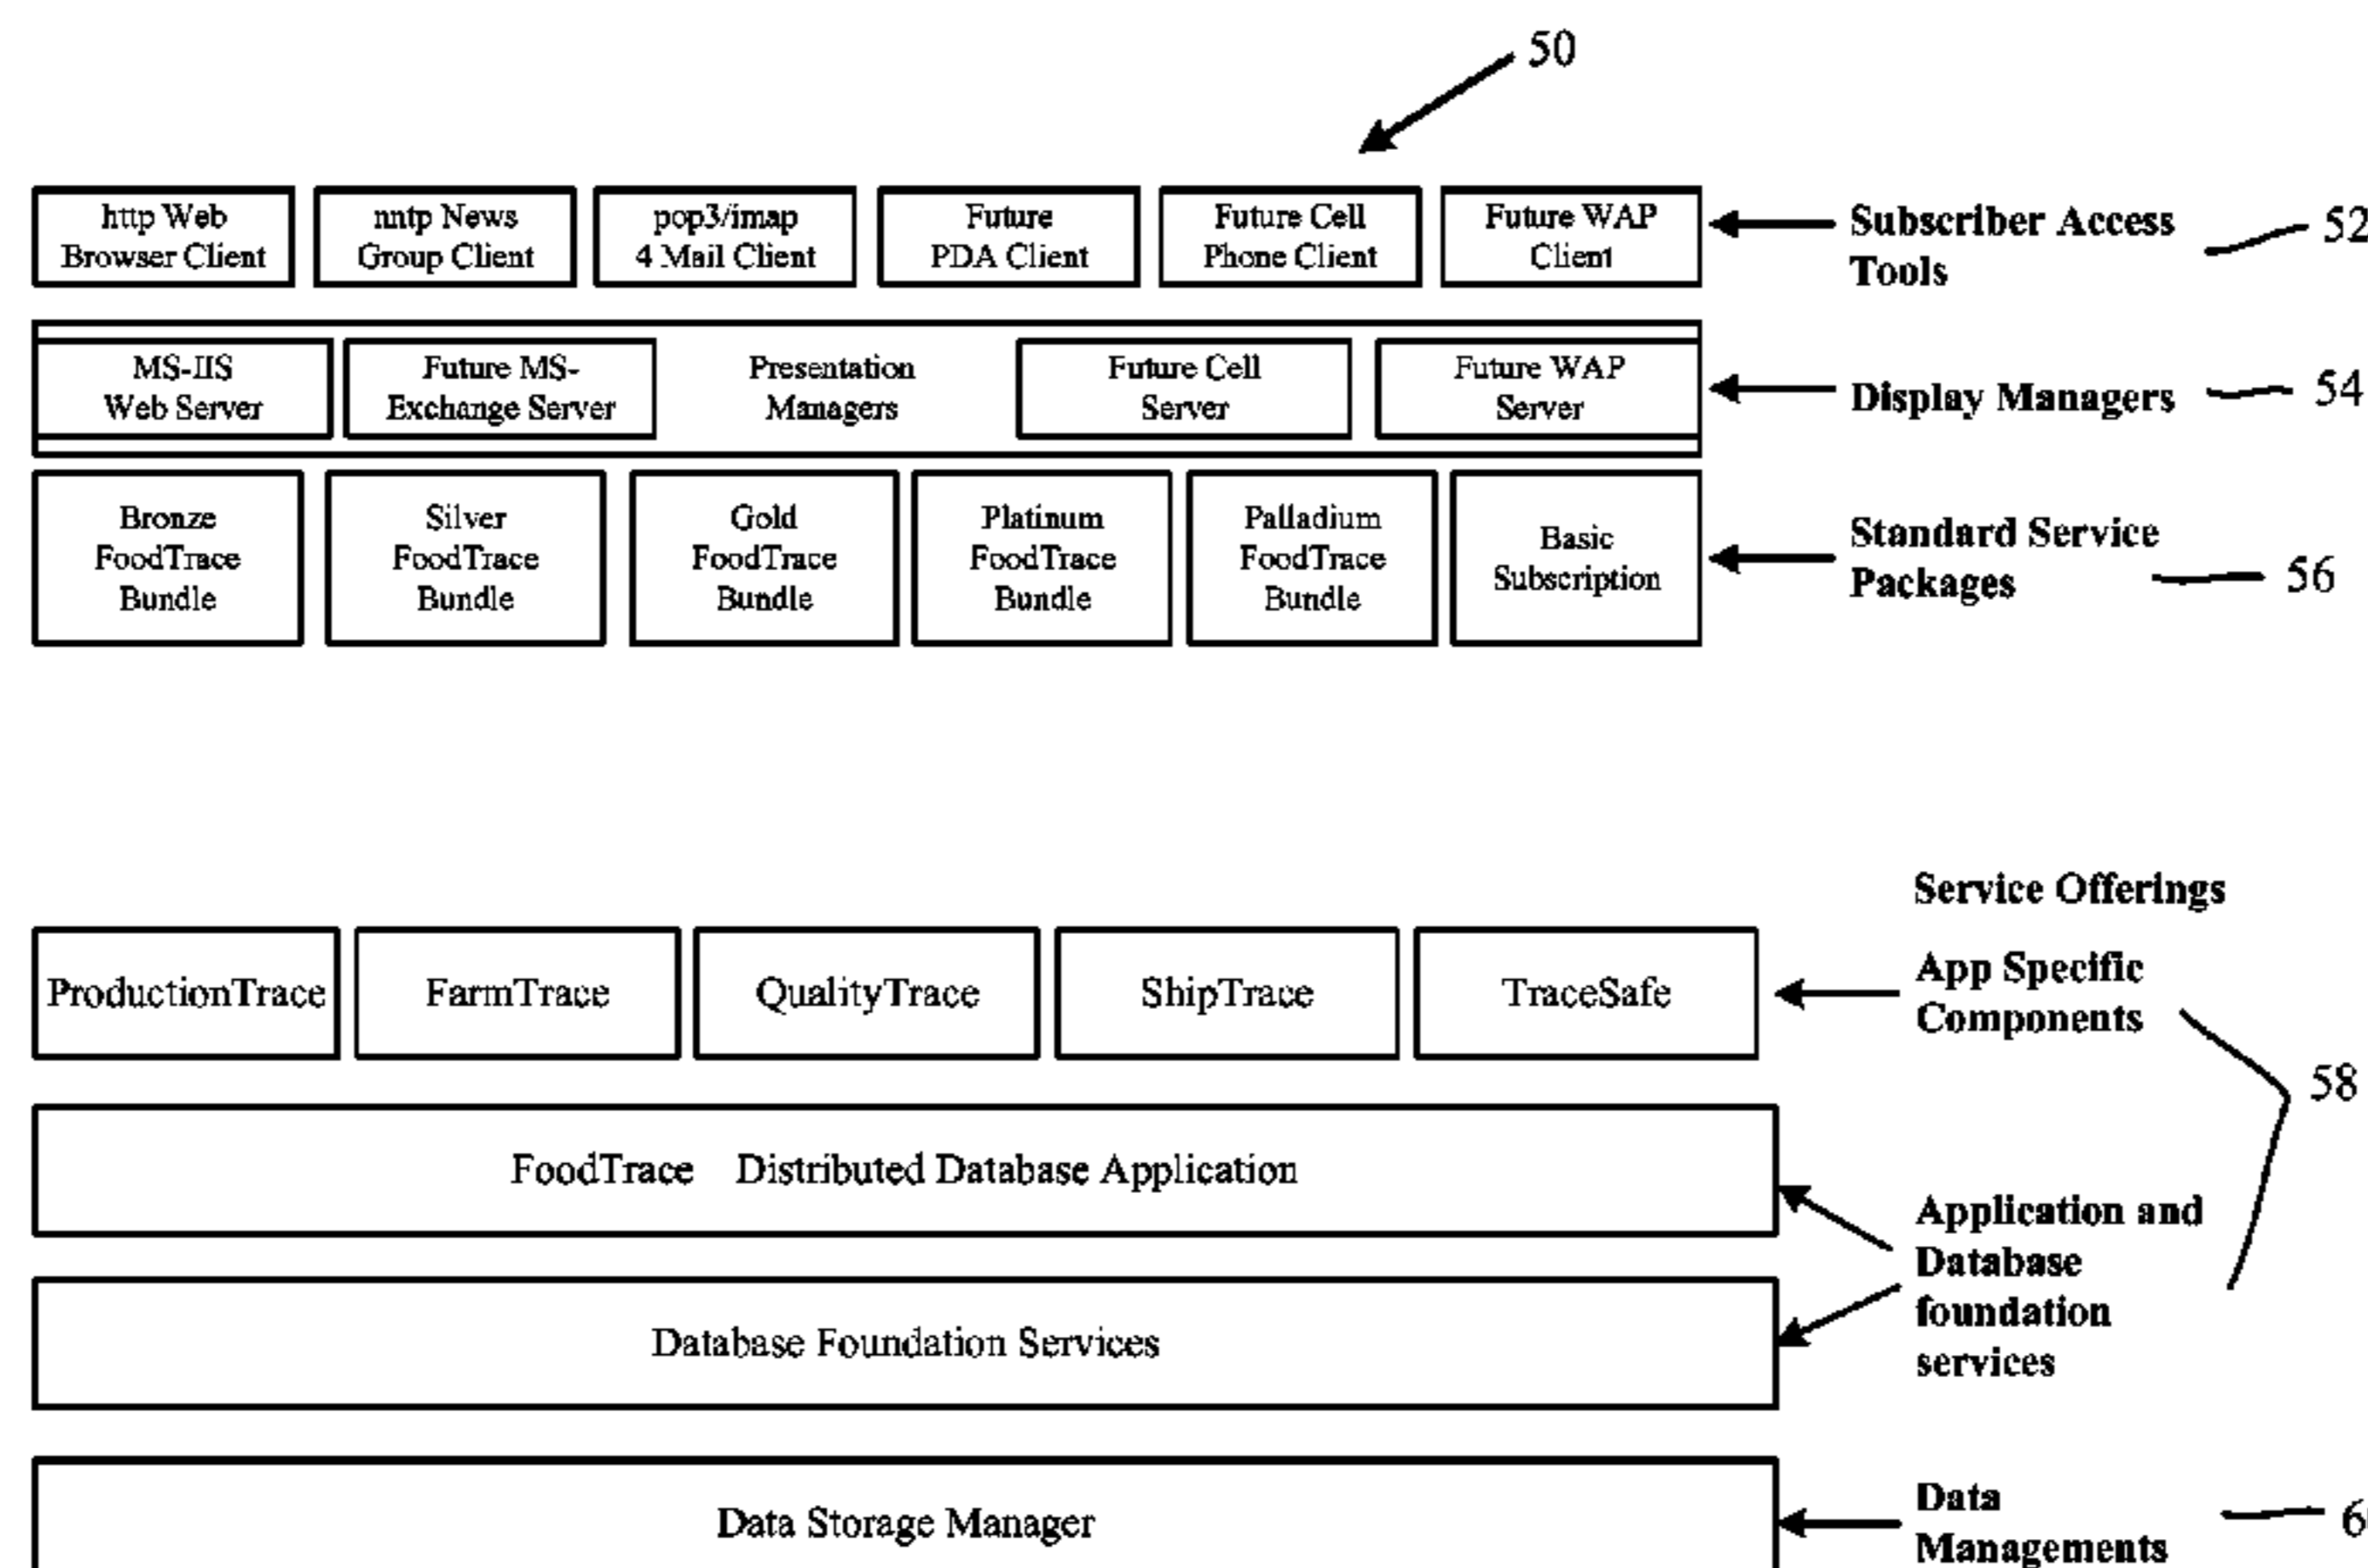 50
http Web
Browser Client
nntp News
Group Client
pop3/imap
4 Mail Client
Future
PDA Client
Future Cell
Phone Client
Future WAP
Client
Subscriber Access
Tools
52
MS-IIS
Web Server
Future MS-
Exchange Server
Presentation
Managers
Future Cell
Server
Future WAP
Server
Display Managers
54
Bronze
FoodTrace
Bundle
Silver
FoodTrace
Bundle
Gold
FoodTrace
Bundle
Platinum
FoodTrace
Bundle
Palladium
FoodTrace
Bundle
Basic
Subscription
Standard Service
Packages
56
Service Offerings
ProductionTrace
FarmTrace
QualityTrace
ShipTrace
TraceSafe
App Specific
Components
58
FoodTrace Distributed Database Application
Database Foundation Services
Application and
Database
foundation
services
Data Storage Manager
Data
Managements